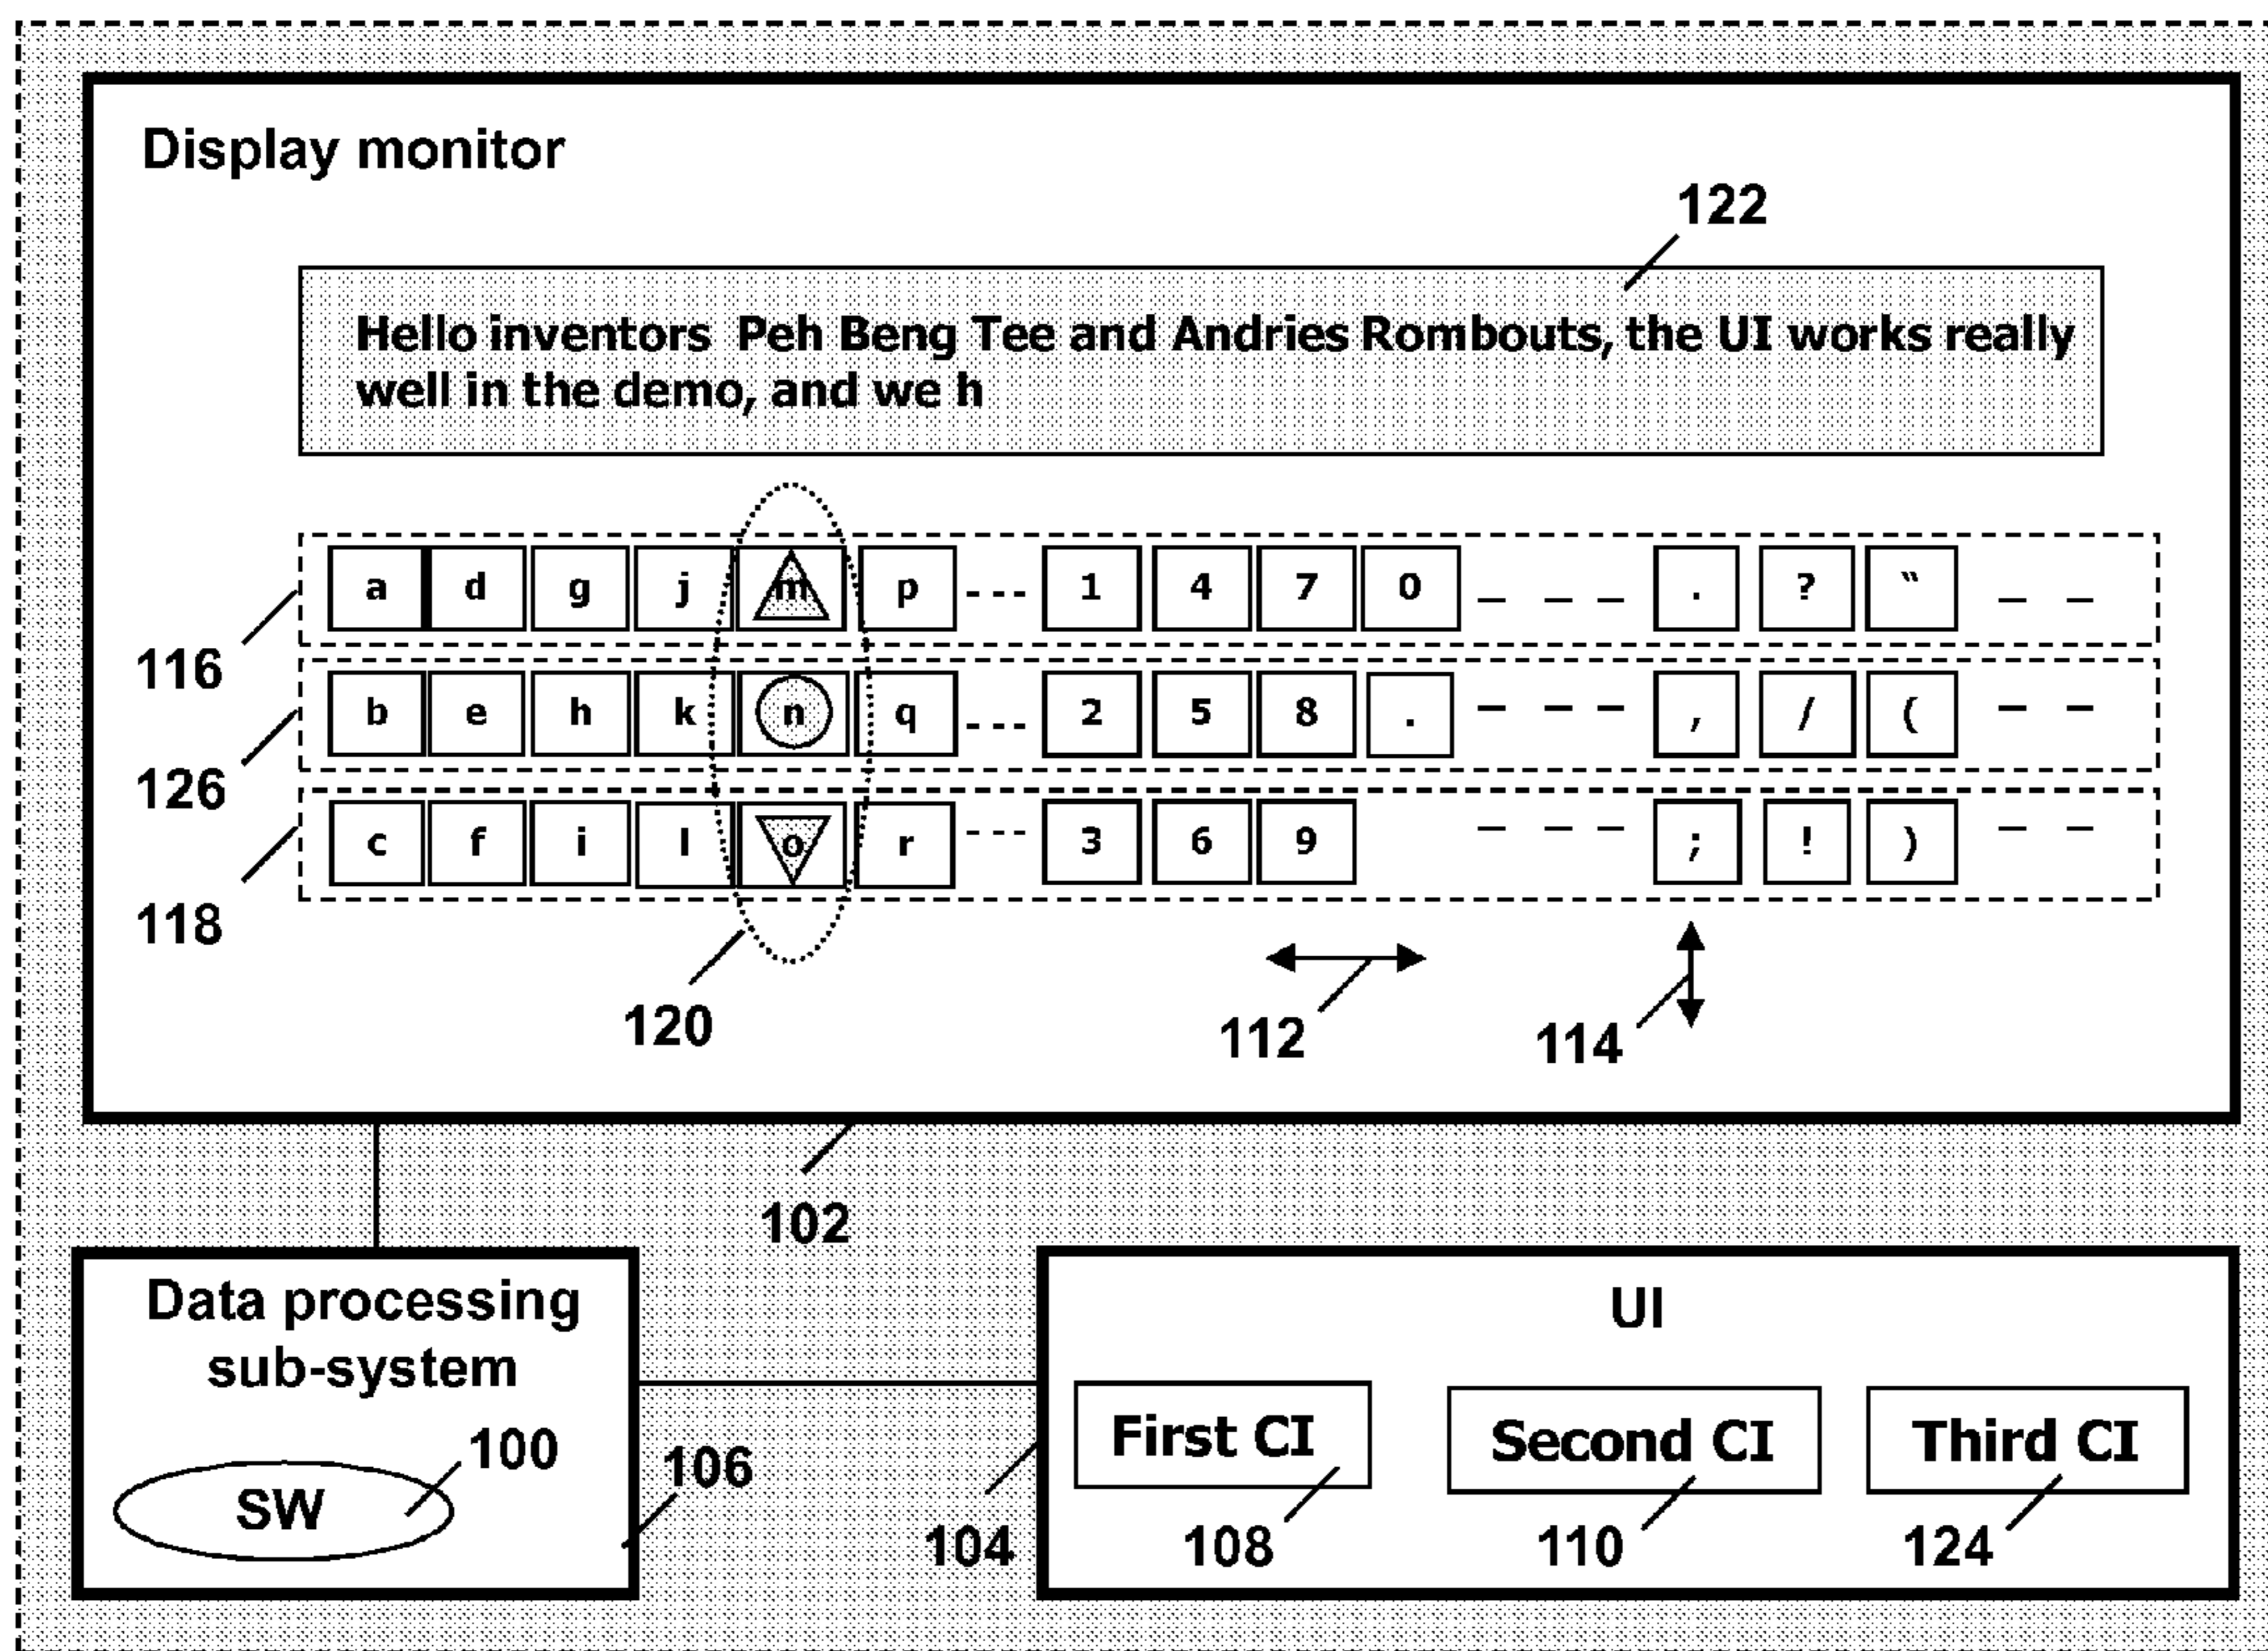 Display monitor
122
Hello inventors  Peh Beng Tee and Andries Rombouts, the UI works really
well in the demo, and we h
a d g j m p --- 1 4 7 0 _ _ _ . ? “ _ _
116
b e h k n q --- 2 5 8 . _ _ _ , / ( _ _
126
c f i l o r --- 3 6 9 _ _ _ ; ! ) _ _
118
120
112
114
102
Data processing
sub-system
SW
100
106
UI
First CI
Second CI
Third CI
104
108
110
124